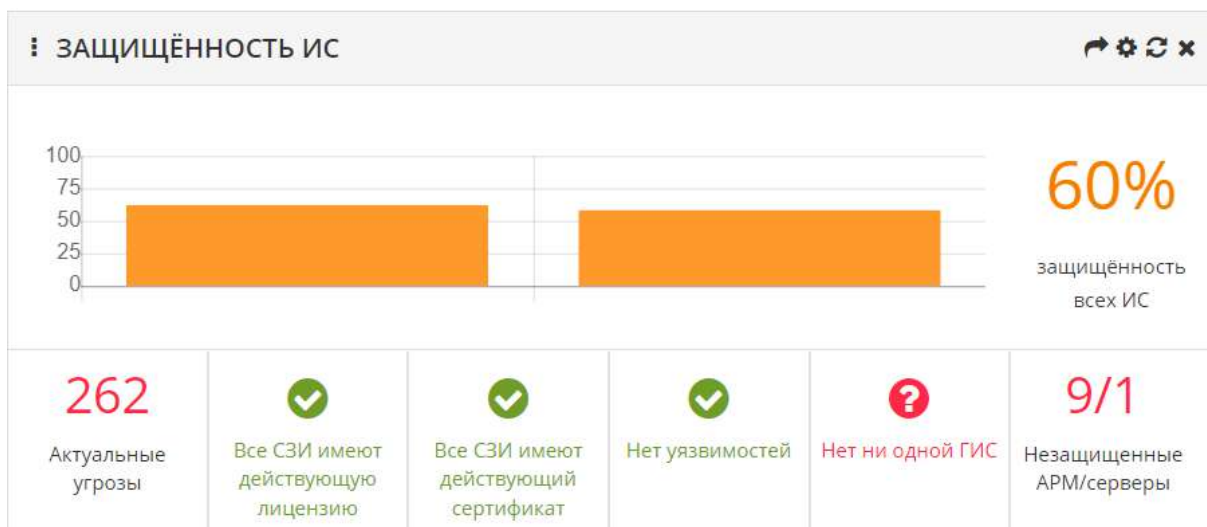 ЗАЩИЩЁННОСТЬ ИС
100
75
50
25
0
60%
защищённость
всех ИС
262
Актуальные
угрозы
Все СЗИ имеют
действующую
лицензию
Все СЗИ имеют
действующий
сертификат
Нет уязвимостей
?
Нет ни одной ГИС
9/1
Незащищенные
АРМ/серверы